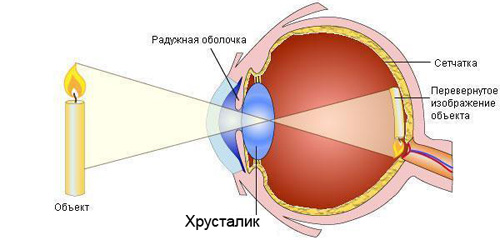 Радужная оболочка
Сетчатка
Перевернутое
изображение
объекта
Объект
Хрусталик